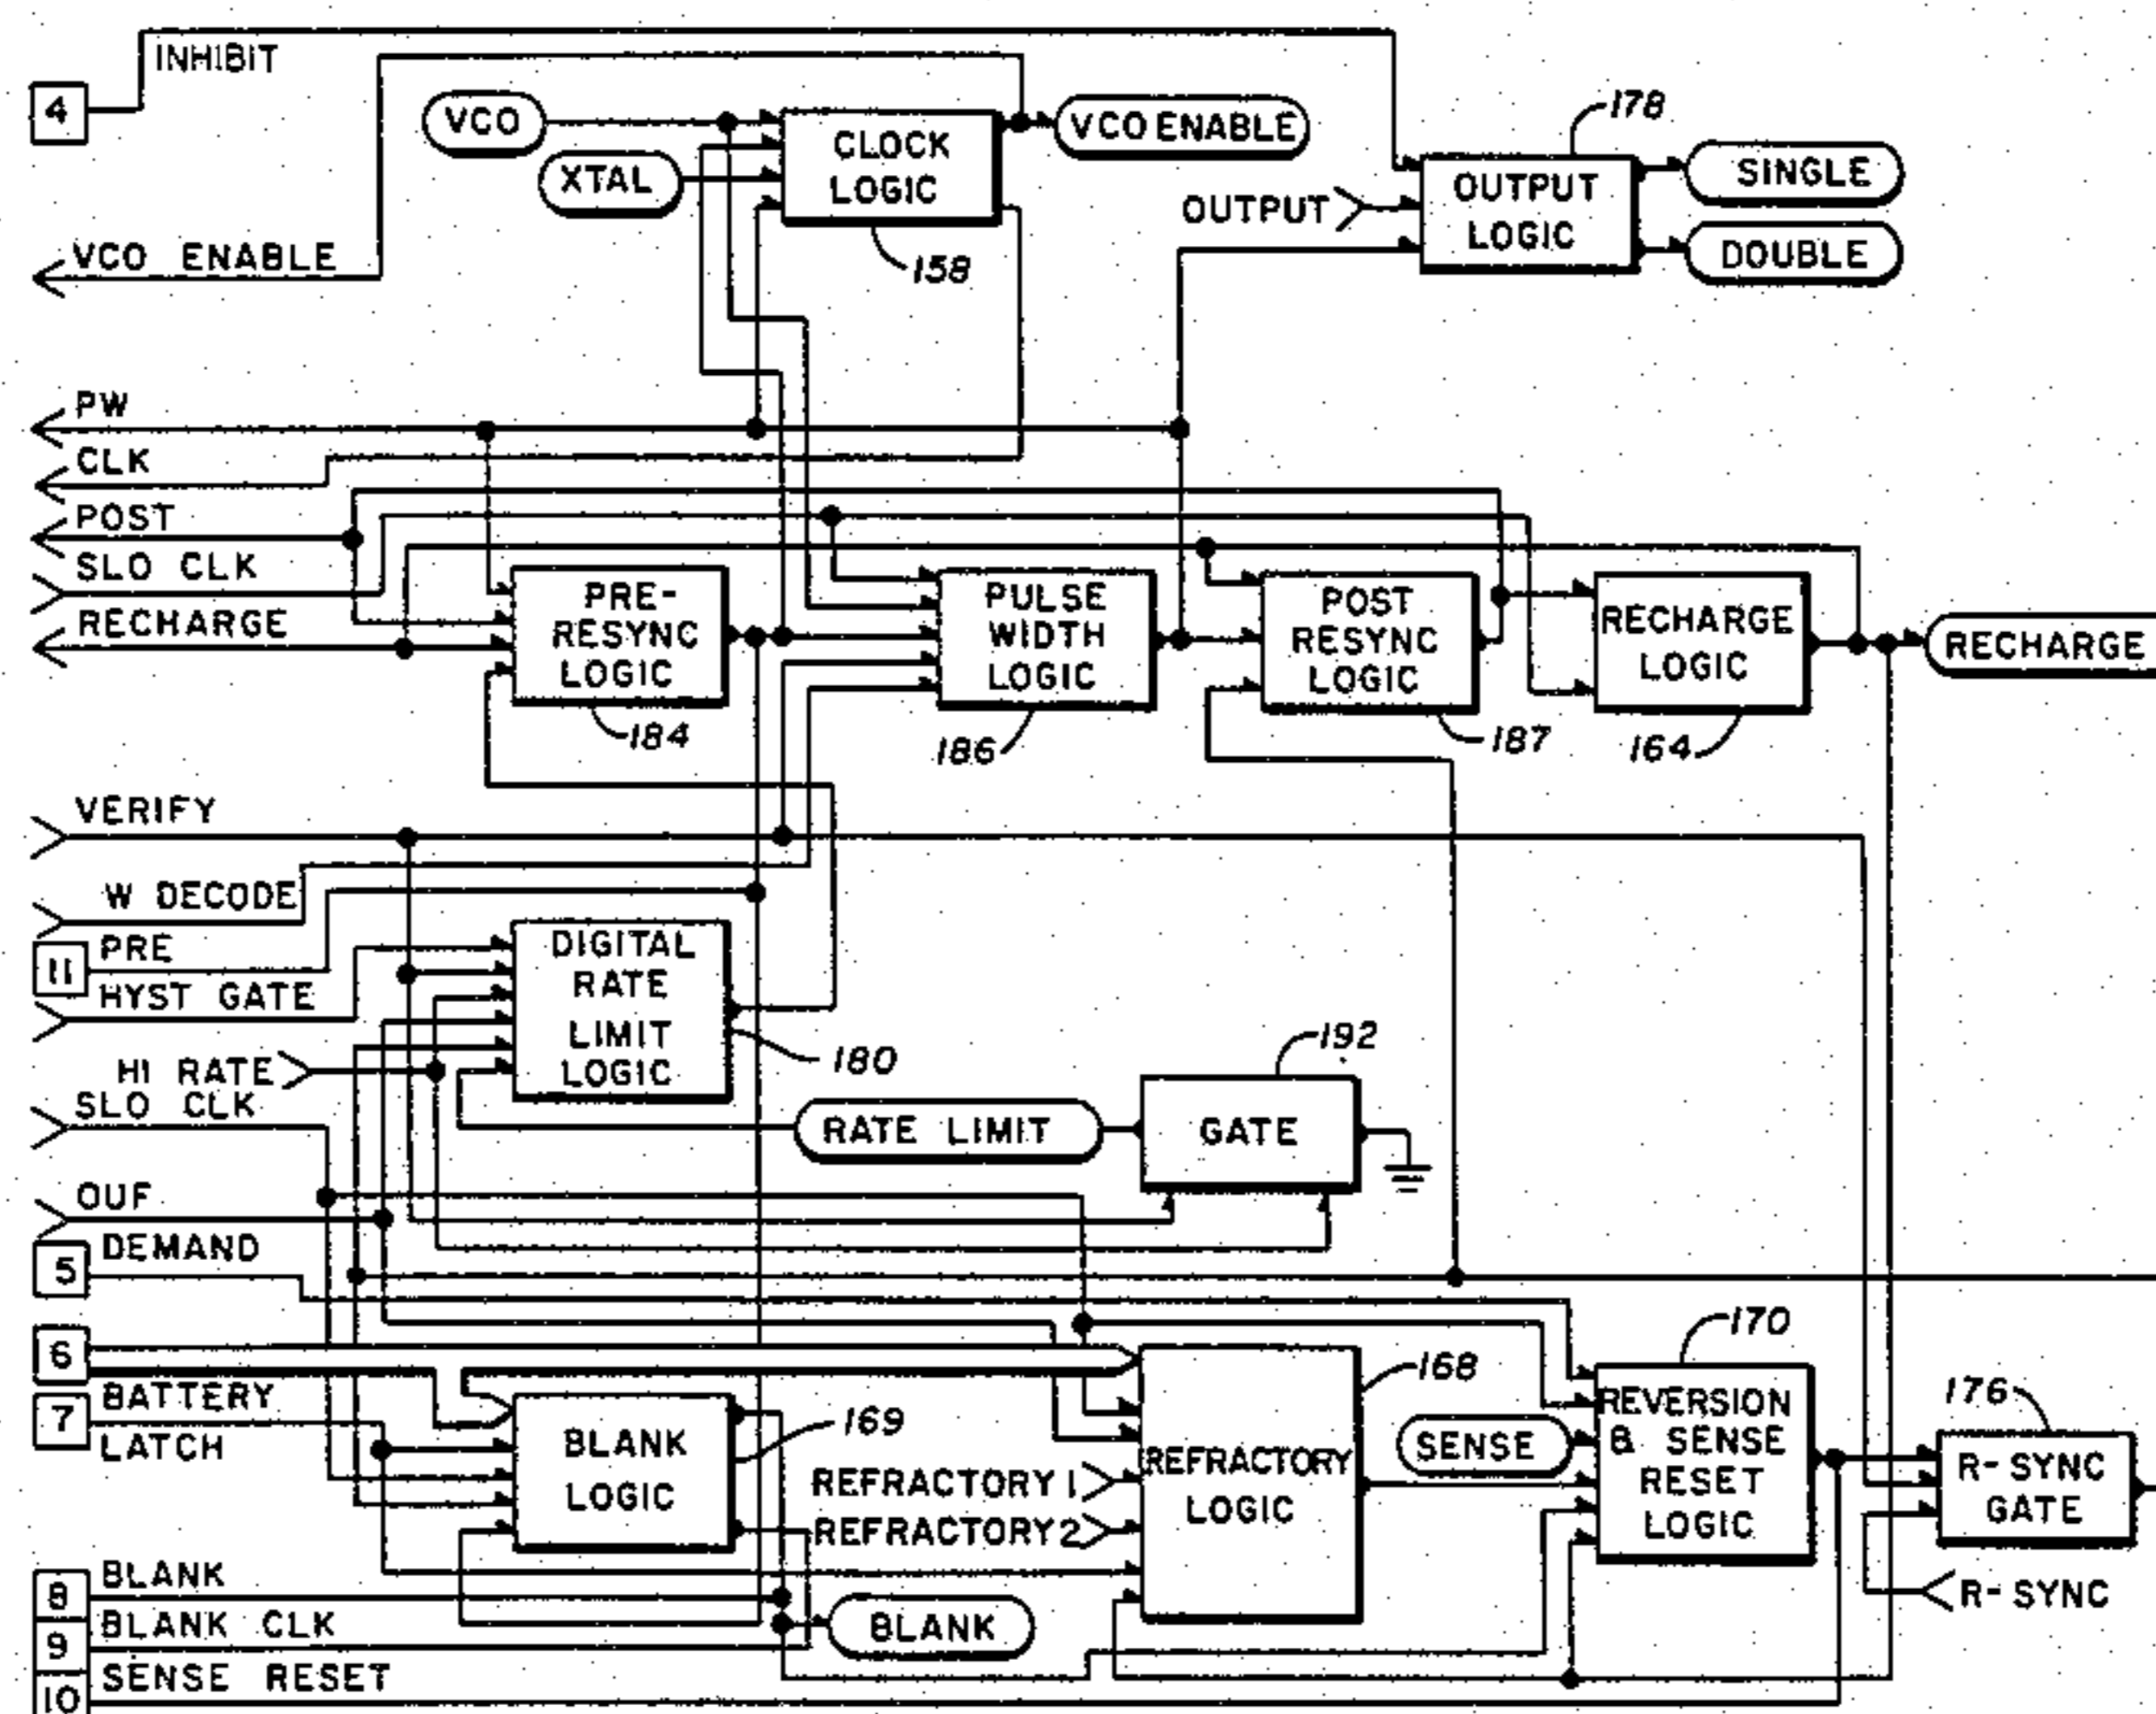 INHIBIT
4
VCO
XTAL
CLOCK
LOGIC
158
VCO ENABLE
178
OUTPUT
OUTPUT
LOGIC
SINGLE
DOUBLE
VCO ENABLE
PW
CLK
POST
SLO CLK
RECHARGE
PRE-
RESYNC
LOGIC
184
PULSE
WIDTH
LOGIC
186
POST
RESYNC
LOGIC
187
RECHARGE
LOGIC
164
RECHARGE
VERIFY
W DECODE
11
PRE
HYST GATE
DIGITAL
RATE
LIMIT
LOGIC
180
HI RATE
SLO CLK
RATE LIMIT
192
GATE
OUF
5
DEMAND
6
7
BATTERY
LATCH
BLANK
LOGIC
169
REFRACTORY 1
REFRACTORY 2
168
REFRACTORY
LOGIC
SENSE
170
REVERSION
& SENSE
RESET
LOGIC
176
R-SYNC
GATE
R-SYNC
8
BLANK
9
BLANK CLK
BLANK
10
SENSE RESET